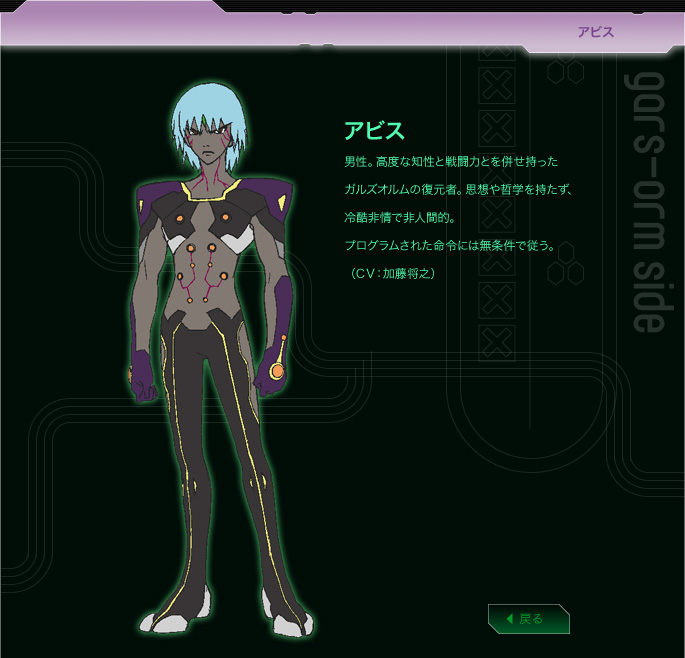 アビス
アビス
男性。高度な知性と戦闘力とを併せ持った
ガルズオルムの復元者。思想や哲学を持たず、
冷酷非情で非人間的。
プログラムされた命令には無条件で従う。
（CV：加藤将之）
gars-orm side
戻る